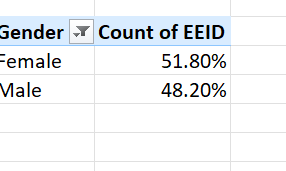 Gender Count of EEID
Female 51.80%
Male 48.20%